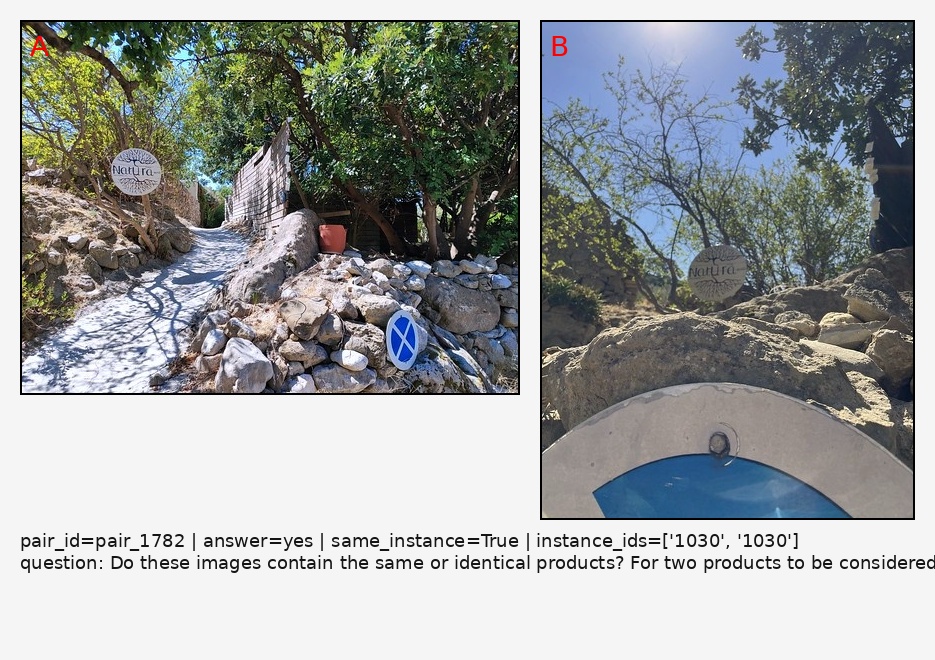 A
Natura
B
Natura
pair_id=pair_1782 | answer=yes | same_instance=True | instance_ids=['1030', '1030']
question: Do these images contain the same or identical products? For two products to be considered